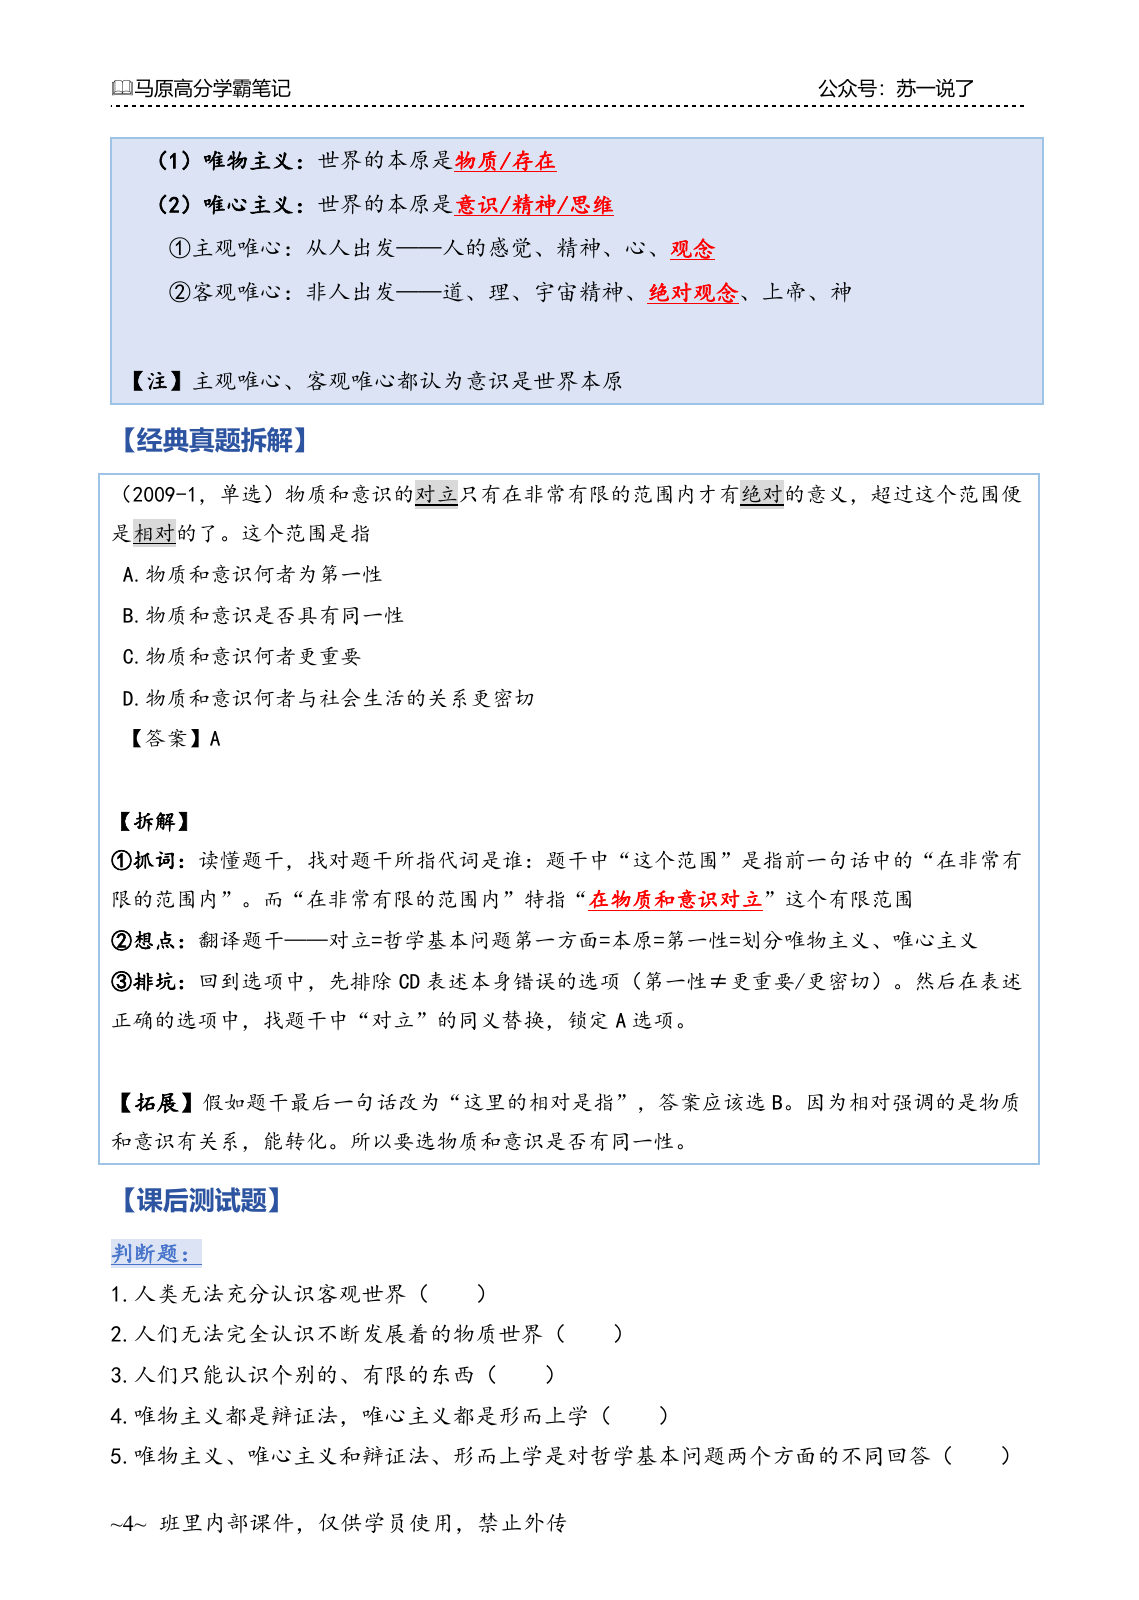 马原高分学霸笔记 公众号：苏一说了
（1）唯物主义：世界的本原是物质/存在
（2）唯心主义：世界的本原是意识/精神/思维
①主观唯心：从人出发——人的感觉、精神、心、观念
②客观唯心：非人出发——道、理、宇宙精神、绝对观念、上帝、神
【注】主观唯心、客观唯心都认为意识是世界本原
【经典真题拆解】
（2009-1，单选）物质和意识的对立只有在非常有限的范围内才有绝对的意义，超过这个范围便
是相对的了。这个范围是指
A.物质和意识何者为第一性
B.物质和意识是否具有同一性
C.物质和意识何者更重要
D.物质和意识何者与社会生活的关系更密切
【答案】A
【拆解】
①抓词：读懂题干，找对题干所指代词是谁：题干中“这个范围”是指前一句话中的“在非常有
限的范围内”。而“在非常有限的范围内”特指“在物质和意识对立”这个有限范围
②想点：翻译题干——对立=哲学基本问题第一方面=本原=第一性=划分唯物主义、唯心主义
③排坑：回到选项中，先排除 CD 表述本身错误的选项（第一性≠更重要/更密切）。然后在表述
正确的选项中，找题干中“对立”的同义替换，锁定 A 选项。
【拓展】假如题干最后一句话改为“这里的相对是指”，答案应该选 B。因为相对强调的是物质
和意识有关系，能转化。所以要选物质和意识是否有同一性。
【课后测试题】
判断题：
1.人类无法充分认识客观世界（　　）
2.人们无法完全认识不断发展着的物质世界（　　）
3.人们只能认识个别的、有限的东西（　　）
4.唯物主义都是辩证法，唯心主义都是形而上学（　　）
5.唯物主义、唯心主义和辩证法、形而上学是对哲学基本问题两个方面的不同回答（　　）
~4~ 班里内部课件，仅供学员使用，禁止外传